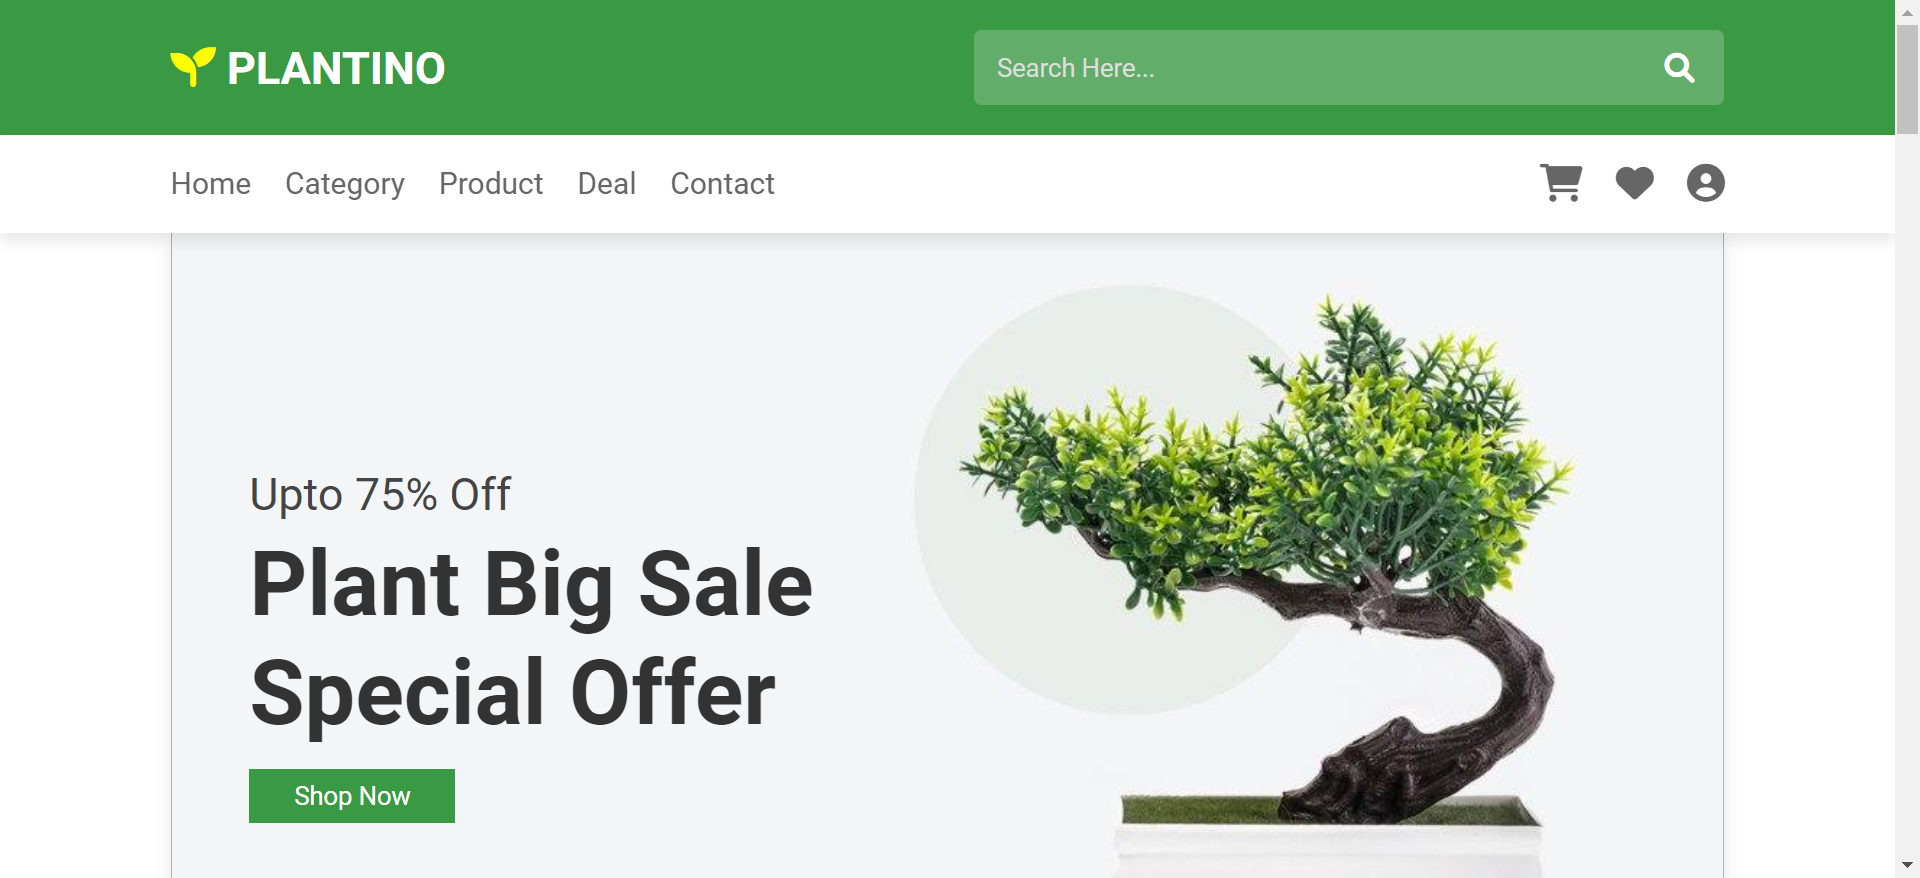 PLANTINO
Search Here...
Home Category Product Deal Contact
Upto 75% Off
Plant Big Sale
Special Offer
Shop Now